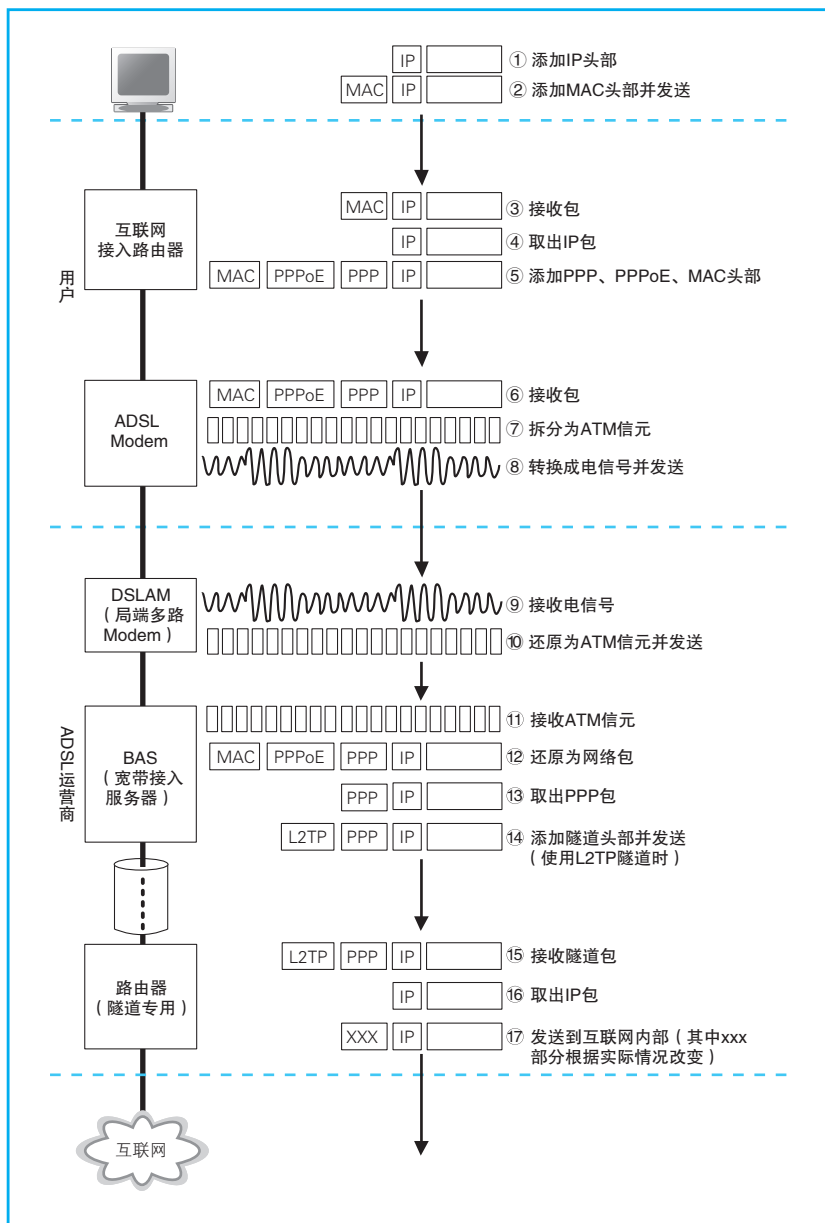 IP
① 添加IP头部
MAC IP
② 添加MAC头部并发送
用户
互联网
接入路由器
MAC IP
③ 接收包
IP
④ 取出IP包
MAC PPPoE PPP IP
⑤ 添加PPP、PPPoE、MAC头部
ADSL
Modem
MAC PPPoE PPP IP
⑥ 接收包
⑦ 拆分为ATM信元
⑧ 转换成电信号并发送
ADSL运营商
DSLAM
（局端多路
Modem）
⑨ 接收电信号
⑩ 还原为ATM信元并发送
BAS
（宽带接入
服务器）
⑪ 接收ATM信元
MAC PPPoE PPP IP
⑫ 还原为网络包
PPP IP
⑬ 取出PPP包
L2TP PPP IP
⑭ 添加隧道头部并发送
（使用L2TP隧道时）
路由器
（隧道专用）
L2TP PPP IP
⑮ 接收隧道包
IP
⑯ 取出IP包
XXX IP
⑰ 发送到互联网内部（其中xxx
部分根据实际情况改变）
互联网